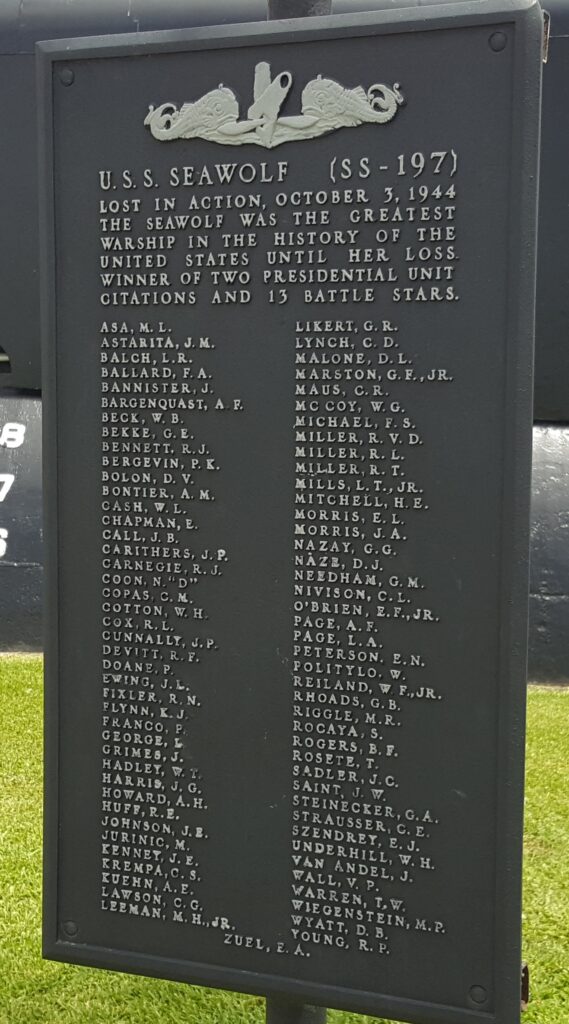 U.S.S. SEAWOLF (SS-197)
LOST IN ACTION, OCTOBER 3, 1944
THE SEAWOLF WAS THE GREATEST
WARSHIP IN THE HISTORY OF THE
UNITED STATES UNTIL HER LOSS.
WINNER OF TWO PRESIDENTIAL UNIT
CITATIONS AND 13 BATTLE STARS.
ASA, M. L.
ASTARITA, J. M.
BALCH, L. R.
BALLARD, F. A.
BANNISTER, J.
BARGENQUAST, A. F.
BECK, W. B.
BEKKE, G. E.
BENNETT, R. J.
BERGEVIN, P. K.
BOLON, D. V.
BONTIER, A. M.
CASH, W. L.
CHAPMAN, E.
CALL, J. B.
CARITHERS, J. P.
CARNEGIE, R. J.
COON, N. "D"
COPAS, C. M.
COTTON, W. H.
COX, R. L.
CUNNALLY, J. P.
DEVITT, R. F.
DOANE, P.
EWING, J. L.
FIXLER, R. N.
FLYNN, K. J.
FRANCO, P.
GEORGE, L
GRIMES, J.
HADLEY, W. T.
HARRIS, J. G.
HOWARD, A. H.
HUFF, R. E.
JOHNSON, J. E.
JURINIC, M.
KENNEY, J. E.
KREMPA, C. S.
KUEHN, A. E.
LAWSON, C. G.
LEEMAN, M. H., JR.
LIKERT, G. R.
LYNCH, C. D.
MALONE, D. L.
MARSTON, G. F., JR.
MAUS, C. R.
MC COY, W. G.
MICHAEL, F. S.
MILLER, R. V. D.
MILLER, R. L.
MILLER, R. T.
MILLS, L. T., JR.
MITCHELL, H. E.
MORRIS, E. L.
MORRIS, J. A.
NAZAY, G. G.
NAZE, D. J.
NEEDHAM, G. M.
NIVISON, C. L.
O'BRIEN, E. F., JR.
PAGE, A. F.
PAGE, L. A.
PETERSON, E. N.
POLITYLO, W.
REILAND, W. F., JR.
RHOADS, G. B.
RIGGLE, M. R.
ROCAYA, S.
ROGERS, B. F.
ROSETE, T.
SADLER, J. C.
SAINT, J. W.
STEINECKER, G. A.
STRAUSSER, C. E.
SZENDREY, E. J.
UNDERHILL, W. H.
VAN ANDEL, J.
WALL, V. P.
WARREN, T. W.
WIEGENSTEIN, M. P.
WYATT, D. B.
YOUNG, R. P.
ZUEL, E. A.